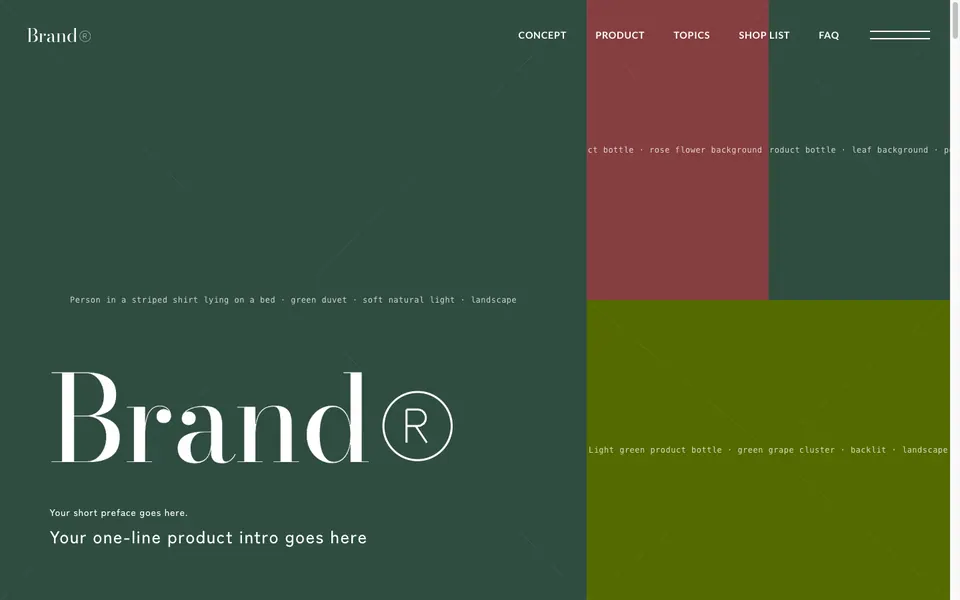 Brand®
CONCEPT PRODUCT TOPICS SHOP LIST FAQ
ct bottle · rose flower background
roduct bottle · leaf background ·
Person in a striped shirt lying on a bed · green duvet · soft natural light · landscape
Brand®
Light green product bottle · green grape cluster · backlit · landscape
Your short preface goes here.
Your one-line product intro goes here